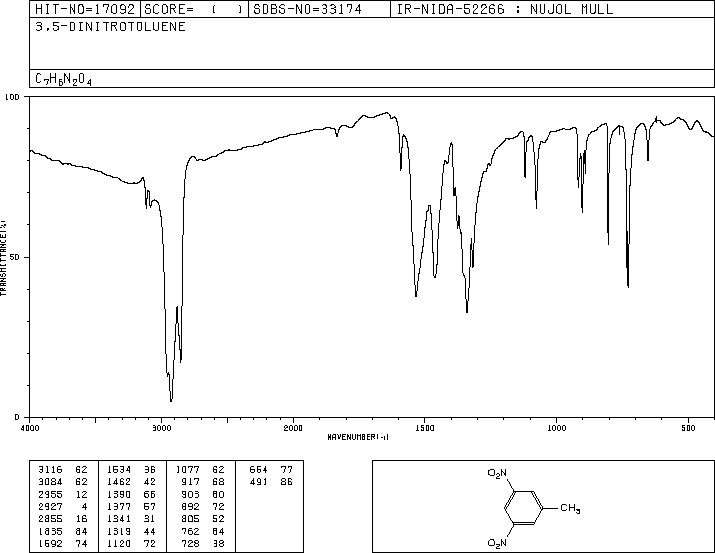 HIT-NO=17092 SCORE= ( ) SDBS-NO=33174 IR-NIDA-52266 : NUJOL MULL
3,5-DINITROTOLUENE
C7H6N2O4
100
50
0
TRANSMITTANCE(%)
4000 3000 2000 1500 1000 500
WAVENUMBER(-1)
3116 62 1534 36 1077 62 664 77
3084 62 1462 42 917 68 491 86
2955 12 1390 66 903 60
2927 4 1377 57 892 72
2855 16 1341 31 805 52
1835 84 1319 44 762 84
1592 74 1120 72 728 38
O2N
CH3
O2N